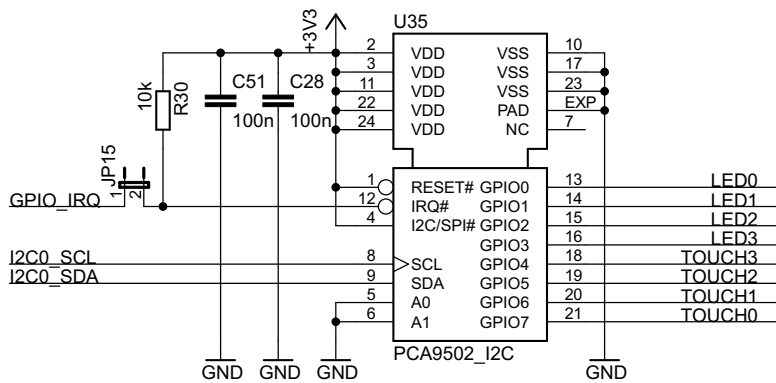 U35
+3V3
2 VDD VSS 10
3 VDD VSS 17
11 VDD VSS 23
22 VDD PAD EXP
24 VDD NC 7
C51 C28
100n 100n
10k
R30
JP15
1 2
GPIO_IRQ
1 RESET# GPIO0 13 LED0
12 IRQ# GPIO1 14 LED1
4 I2C/SPI# GPIO2 15 LED2
GPIO3 16 LED3
I2C0_SCL 8 SCL GPIO4 18 TOUCH3
I2C0_SDA 9 SDA GPIO5 19 TOUCH2
5 A0 GPIO6 20 TOUCH1
6 A1 GPIO7 21 TOUCH0
PCA9502_I2C
GND GND GND GND